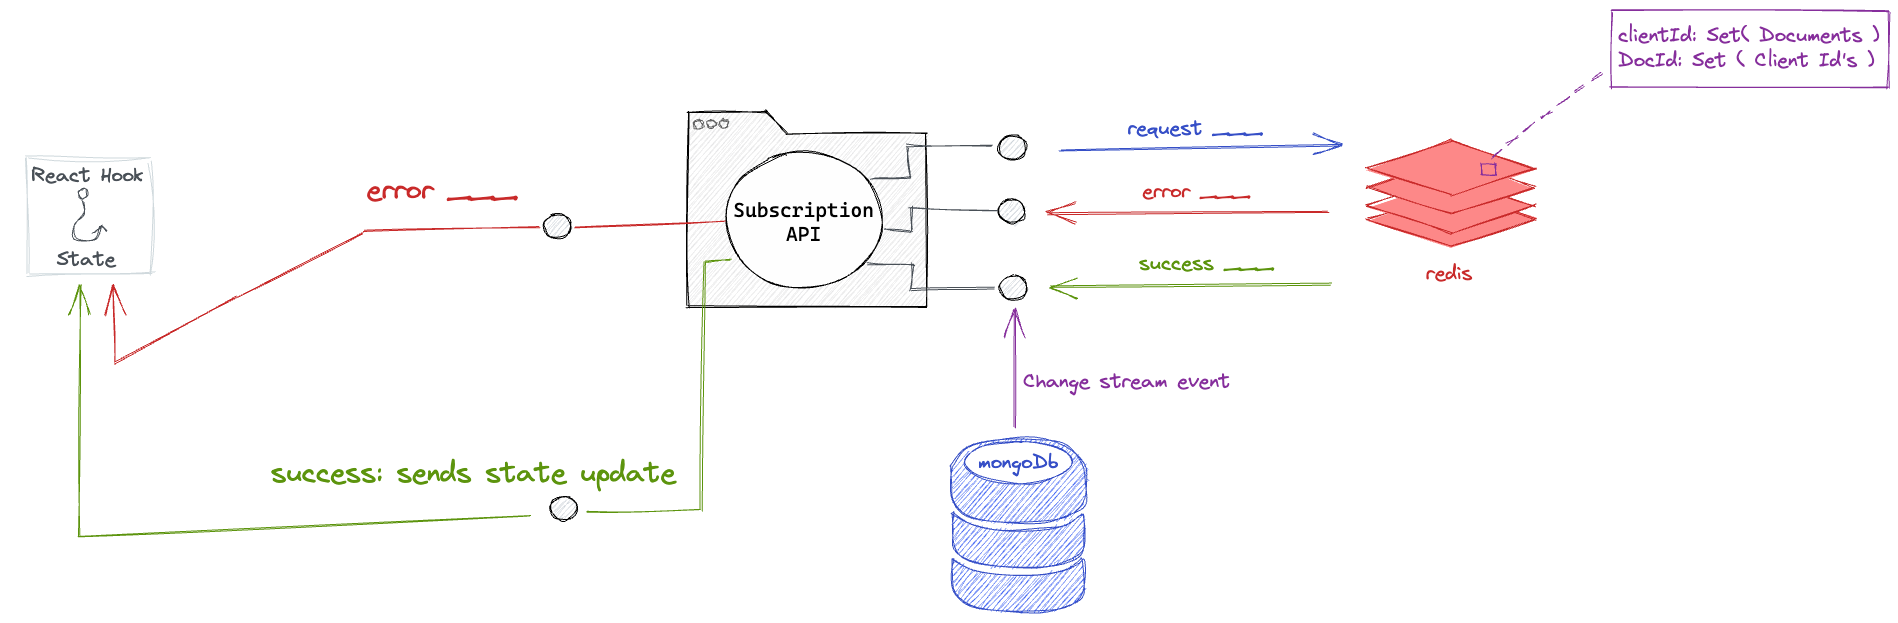 clientId: Set( Documents )
DocId: Set ( Client Id's )
request
React Hook
State
error
Subscription
API
error
success
redis
Change stream event
success: sends state update
mongoDb